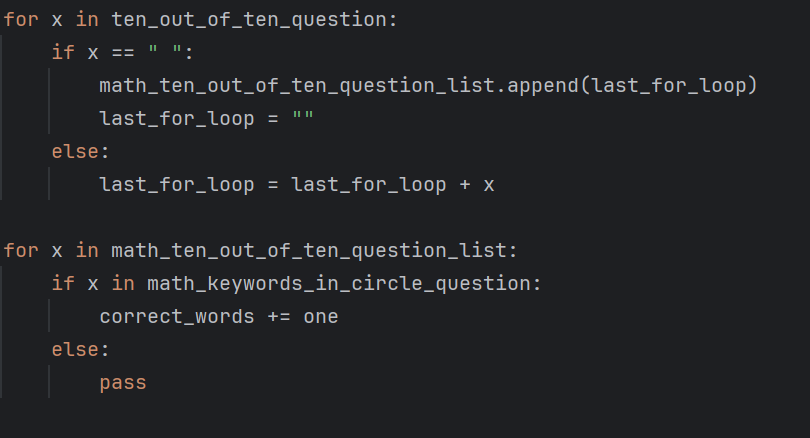 for x in ten_out_of_ten_question:
    if x == " ":
        math_ten_out_of_ten_question_list.append(last_for_loop)
        last_for_loop = ""
    else:
        last_for_loop = last_for_loop + x

for x in math_ten_out_of_ten_question_list:
    if x in math_keywords_in_circle_question:
        correct_words += one
    else:
        pass